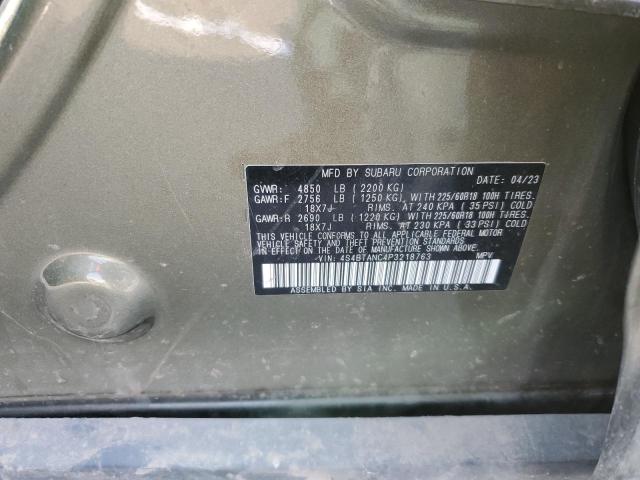 MFD BY SUBARU CORPORATION DATE: 04/23
GVWR: 4850 LB (2200 KG)
GAWR:F 2756 LB (1250 KG) WITH 225/60R18 100H TIRES.
18X7J RIMS. AT 240 KPA (35 PSI) COLD
GAWR:R 2690 LB (1220 KG) WITH 225/60R18 100H TIRES.
18X7J RIMS. AT 230 KPA (33 PSI) COLD
THIS VEHICLE CONFORMS TO ALL APPLICABLE FEDERAL MOTOR
VEHICLE SAFETY AND THEFT PREVENTION STANDARDS
IN EFFECT ON THE DATE OF MANUFACTURE SHOWN ABOVE.
VIN: 4S4BTANC4P3218763 MPV
ASSEMBLED BY SIA INC. MADE IN U.S.A.